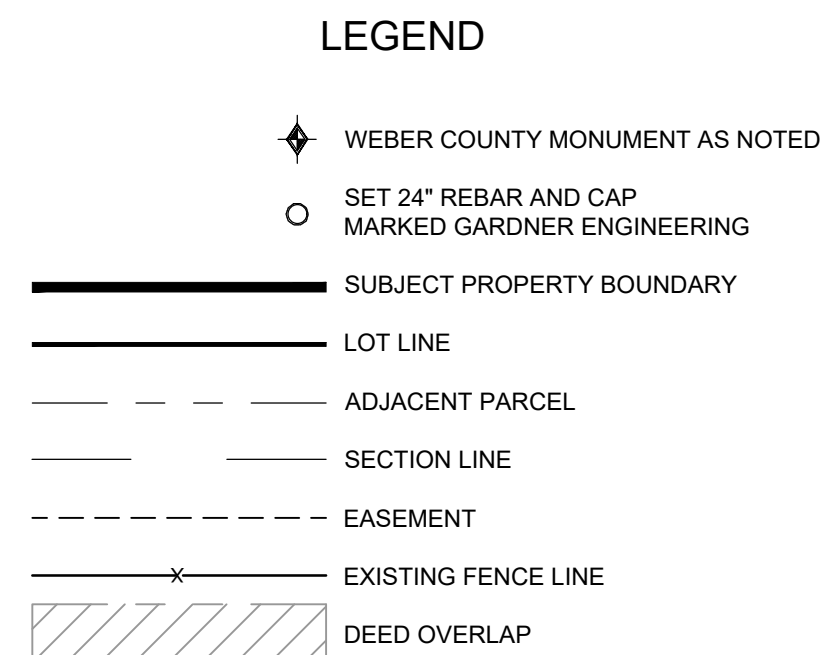 LEGEND
WEBER COUNTY MONUMENT AS NOTED
SET 24" REBAR AND CAP
MARKED GARDNER ENGINEERING
SUBJECT PROPERTY BOUNDARY
LOT LINE
ADJACENT PARCEL
SECTION LINE
EASEMENT
X
EXISTING FENCE LINE
DEED OVERLAP